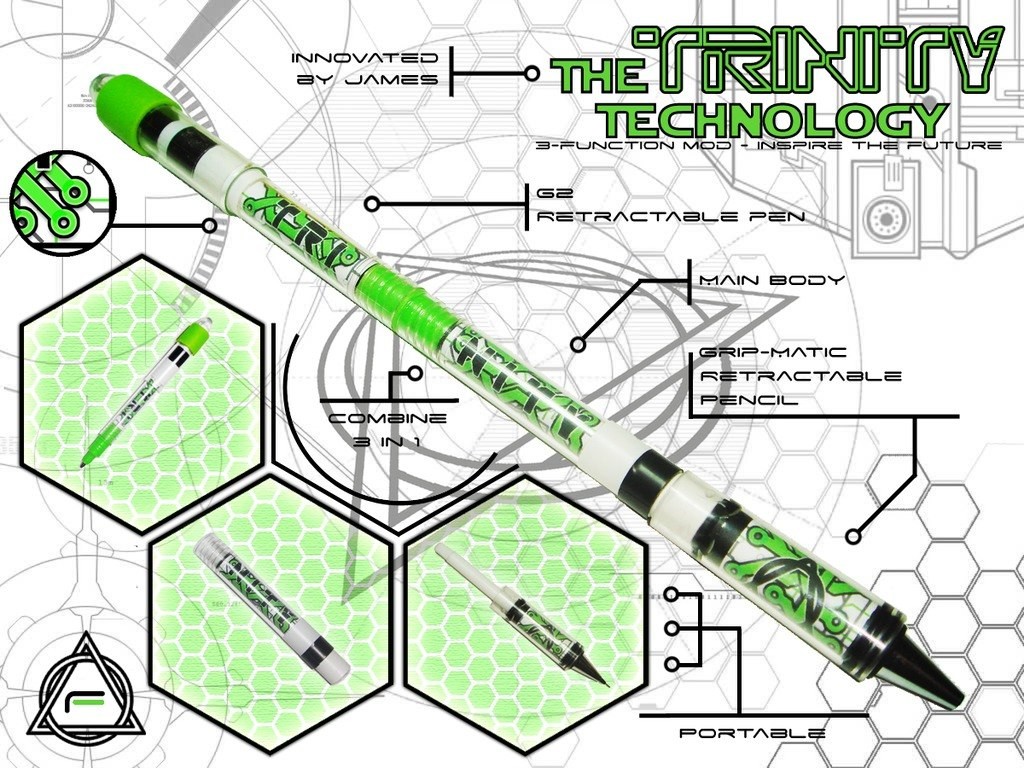 INNOVATED
BY JAMES
THE TRINITY
TECHNOLOGY
3-FUNCTION MOD - INSPIRE THE FUTURE
G2
RETRACTABLE PEN
MAIN BODY
GRIP-MATIC
RETRACTABLE
PENCIL
COMBINE
3 IN 1
PORTABLE